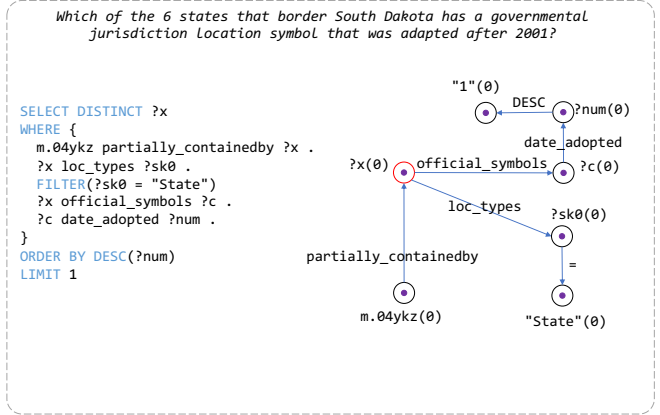 Which of the 6 states that border South Dakota has a governmental
jurisdiction location symbol that was adapted after 2001?
SELECT DISTINCT ?x
WHERE {
m.04ykz partially_containedby ?x .
?x loc_types ?sk0 .
FILTER(?sk0 = "State")
?x official_symbols ?c .
?c date_adopted ?num .
}
ORDER BY DESC(?num)
LIMIT 1
"1"(0)
DESC
?num(0)
date_adopted
?x(0)
official_symbols
?c(0)
loc_types
?sk0(0)
partially_containedby
=
m.04ykz(0)
"State"(0)